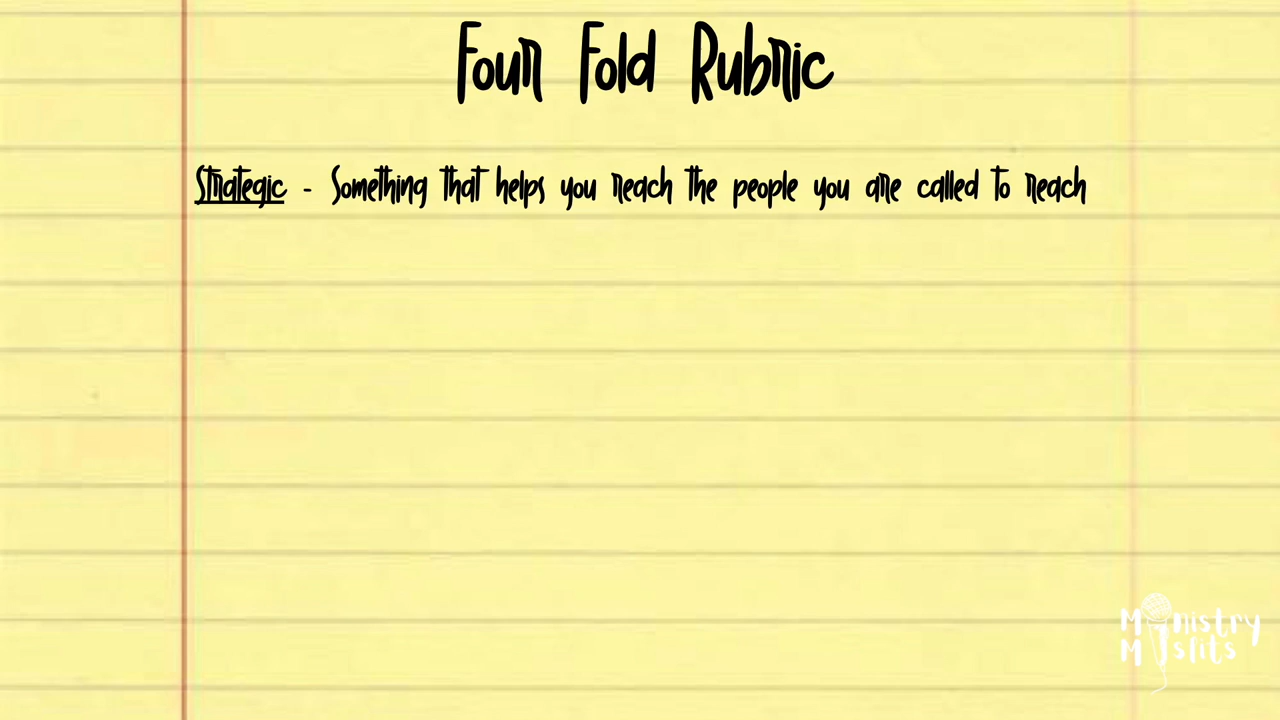 Four Fold Rubric
Strategic - Something that helps you reach the people you are called to reach
Ministry
Misfits